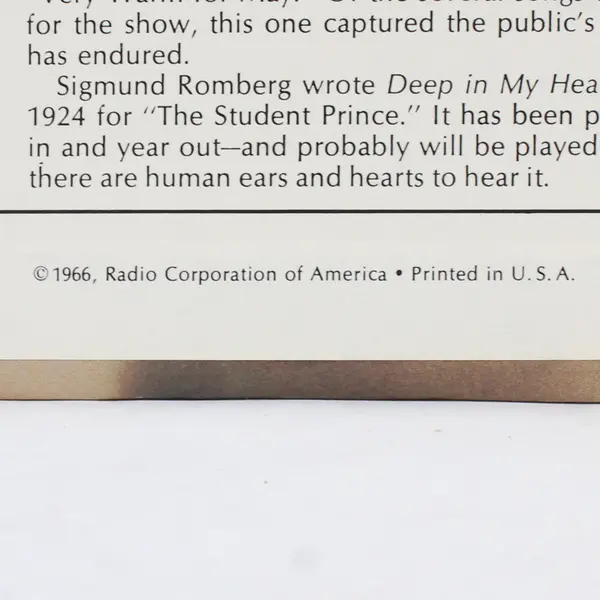 for the show, this one captured the public's
has endured.
Sigmund Romberg wrote Deep in My Hea
1924 for "The Student Prince." It has been p
in and year out—and probably will be played
there are human ears and hearts to hear it.
©1966, Radio Corporation of America • Printed in U.S.A.